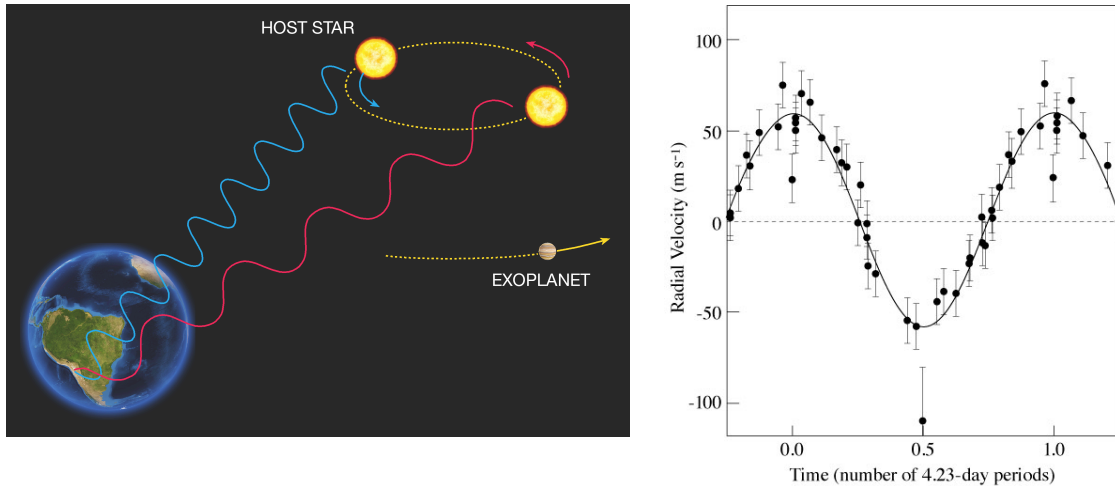 HOST STAR
EXOPLANET
Radial Velocity (m s⁻¹)
100
50
0
-50
-100
0.0 0.5 1.0
Time (number of 4.23-day periods)